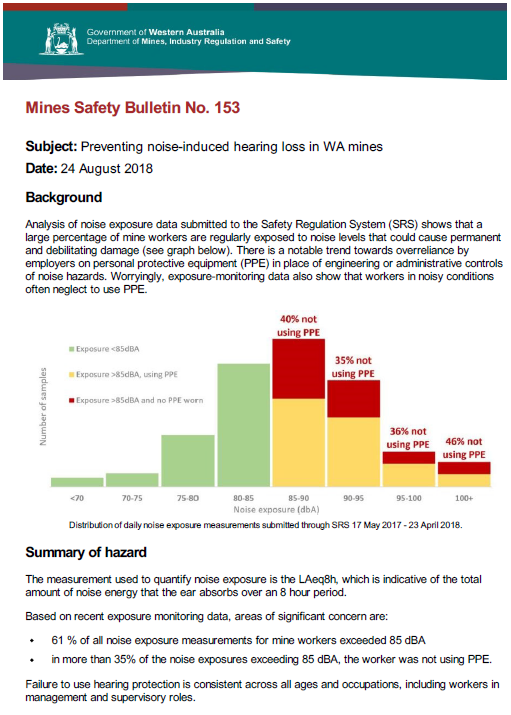 Government of Western Australia
Department of Mines, Industry Regulation and Safety
Mines Safety Bulletin No. 153
Subject: Preventing noise-induced hearing loss in WA mines
Date: 24 August 2018
Background
Analysis of noise exposure data submitted to the Safety Regulation System (SRS) shows that a
large percentage of mine workers are regularly exposed to noise levels that could cause permanent
and debilitating damage (see graph below). There is a notable trend towards overreliance by
employers on personal protective equipment (PPE) in place of engineering or administrative controls
of noise hazards. Worryingly, exposure-monitoring data also show that workers in noisy conditions
often neglect to use PPE.
40% not
using PPE
35% not
using PPE
36% not
using PPE
46% not
using PPE
Exposure <85dBA
Exposure >85dBA, using PPE
Exposure >85dBA and no PPE worn
Number of samples
<70 70-75 75-80 80-85 85-90 90-95 95-100 100+
Noise exposure (dbA)
Distribution of daily noise exposure measurements submitted through SRS 17 May 2017 - 23 April 2018.
Summary of hazard
The measurement used to quantify noise exposure is the LAeq8h, which is indicative of the total
amount of noise energy that the ear absorbs over an 8 hour period.
Based on recent exposure monitoring data, areas of significant concern are:
• 61 % of all noise exposure measurements for mine workers exceeded 85 dBA
• in more than 35% of the noise exposures exceeding 85 dBA, the worker was not using PPE.
Failure to use hearing protection is consistent across all ages and occupations, including workers in
management and supervisory roles.